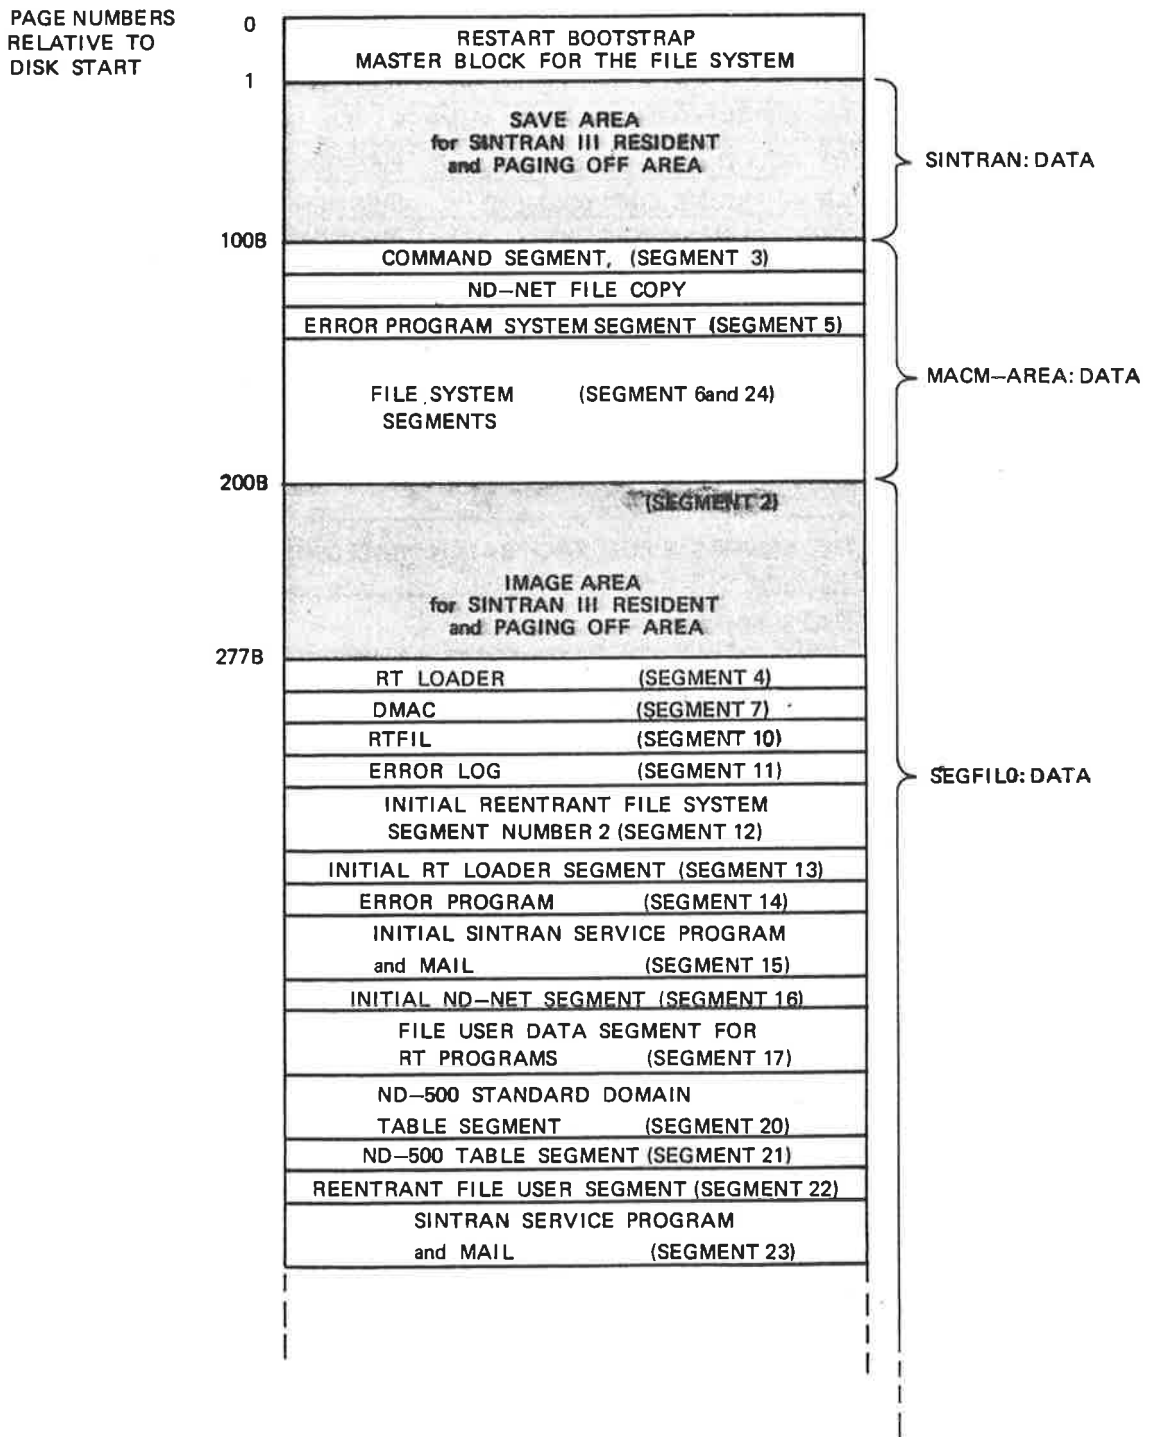 PAGE NUMBERS
RELATIVE TO
DISK START
0
RESTART BOOTSTRAP
MASTER BLOCK FOR THE FILE SYSTEM
1
SAVE AREA
for SINTRAN III RESIDENT
and PAGING OFF AREA
SINTRAN: DATA
100B
COMMAND SEGMENT, (SEGMENT 3)
ND–NET FILE COPY
ERROR PROGRAM SYSTEM SEGMENT (SEGMENT 5)
FILE SYSTEM (SEGMENT 6and 24)
SEGMENTS
MACM–AREA: DATA
200B
(SEGMENT 2)
IMAGE AREA
for SINTRAN III RESIDENT
and PAGING OFF AREA
277B
RT LOADER (SEGMENT 4)
DMAC (SEGMENT 7)
RTFIL (SEGMENT 10)
ERROR LOG (SEGMENT 11)
SEGFIL0: DATA
INITIAL REENTRANT FILE SYSTEM
SEGMENT NUMBER 2 (SEGMENT 12)
INITIAL RT LOADER SEGMENT (SEGMENT 13)
ERROR PROGRAM (SEGMENT 14)
INITIAL SINTRAN SERVICE PROGRAM
and MAIL (SEGMENT 15)
INITIAL ND–NET SEGMENT (SEGMENT 16)
FILE USER DATA SEGMENT FOR
RT PROGRAMS (SEGMENT 17)
ND–500 STANDARD DOMAIN
TABLE SEGMENT (SEGMENT 20)
ND–500 TABLE SEGMENT (SEGMENT 21)
REENTRANT FILE USER SEGMENT (SEGMENT 22)
SINTRAN SERVICE PROGRAM
and MAIL (SEGMENT 23)